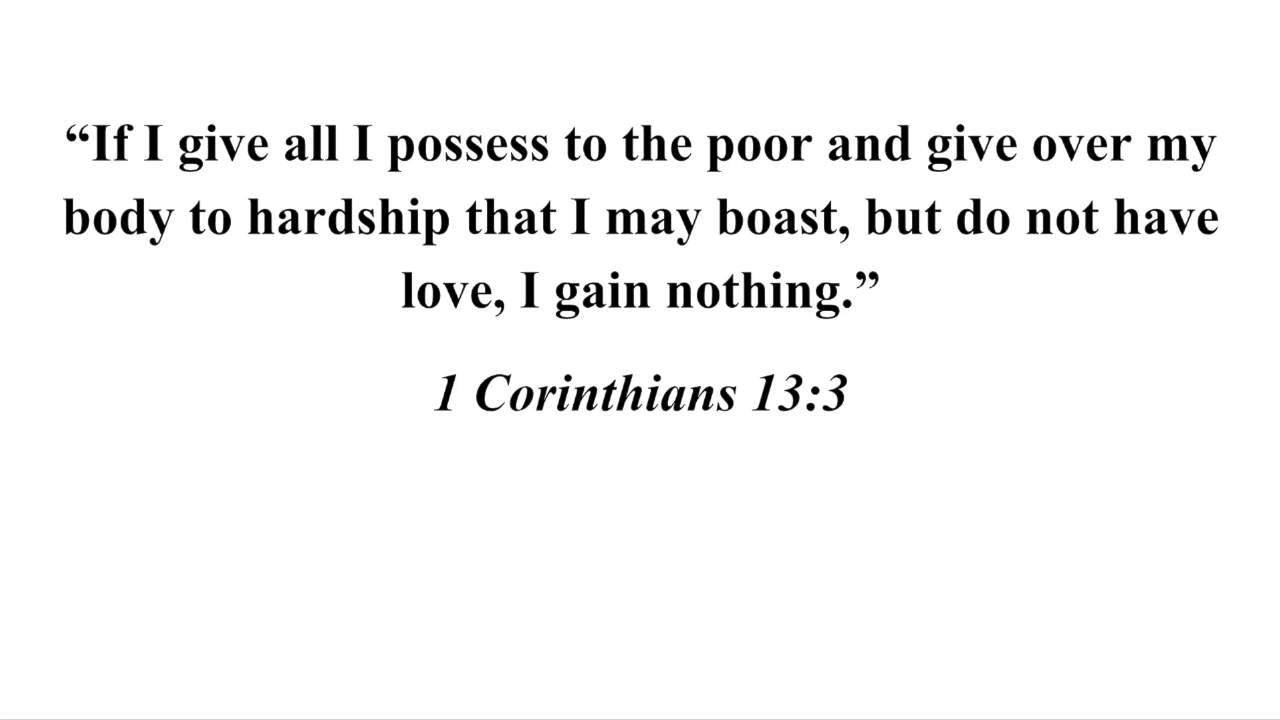 “If I give all I possess to the poor and give over my
body to hardship that I may boast, but do not have
love, I gain nothing.”
1 Corinthians 13:3